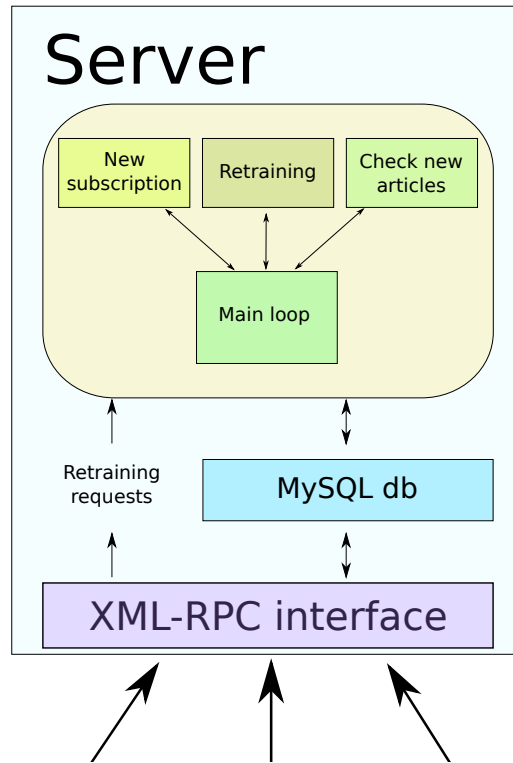 Server
New
subscription
Retraining
Check new
articles
Main loop
Retraining
requests
MySQL db
XML-RPC interface